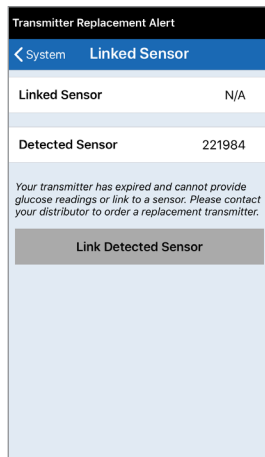 Transmitter Replacement Alert
System Linked Sensor
Linked Sensor N/A
Detected Sensor 221984
Your transmitter has expired and cannot provide
glucose readings or link to a sensor. Please contact
your distributor to order a replacement transmitter.
Link Detected Sensor